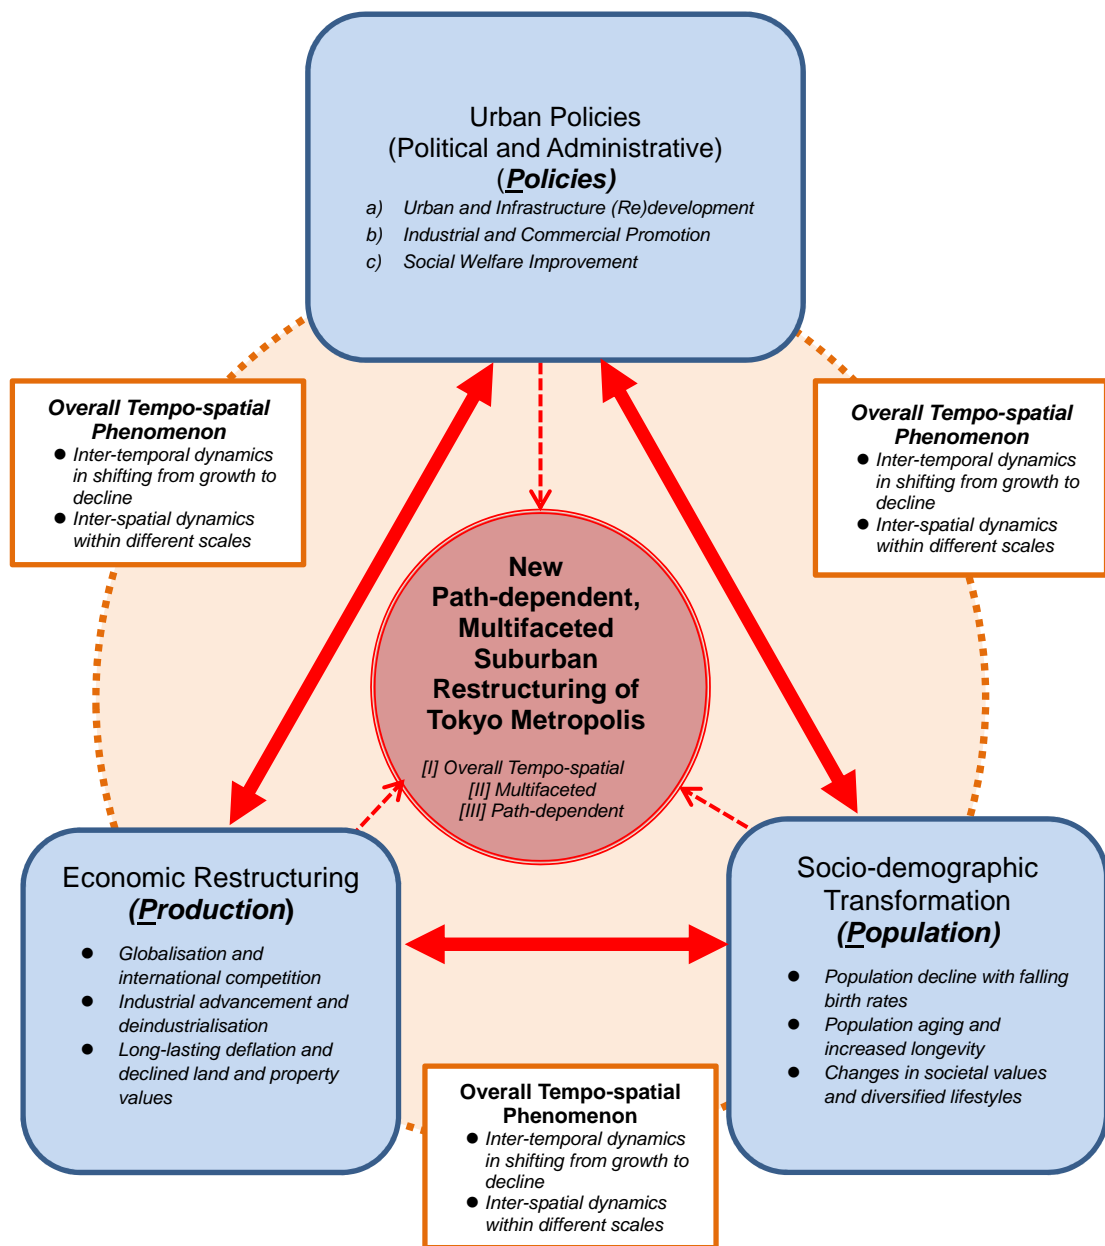 Urban Policies
(Political and Administrative)
(Policies)
a) Urban and Infrastructure (Re)development
b) Industrial and Commercial Promotion
c) Social Welfare Improvement
Overall Tempo-spatial
Phenomenon
● Inter-temporal dynamics
in shifting from growth to
decline
● Inter-spatial dynamics
within different scales
Overall Tempo-spatial
Phenomenon
● Inter-temporal dynamics
in shifting from growth to
decline
● Inter-spatial dynamics
within different scales
New
Path-dependent,
Multifaceted
Suburban
Restructuring of
Tokyo Metropolis
[I] Overall Tempo-spatial
[II] Multifaceted
[III] Path-dependent
Economic Restructuring
(Production)
● Globalisation and
international competition
● Industrial advancement and
deindustrialisation
● Long-lasting deflation and
declined land and property
values
Socio-demographic
Transformation
(Population)
● Population decline with falling
birth rates
● Population aging and
increased longevity
● Changes in societal values
and diversified lifestyles
Overall Tempo-spatial
Phenomenon
● Inter-temporal dynamics
in shifting from growth to
decline
● Inter-spatial dynamics
within different scales